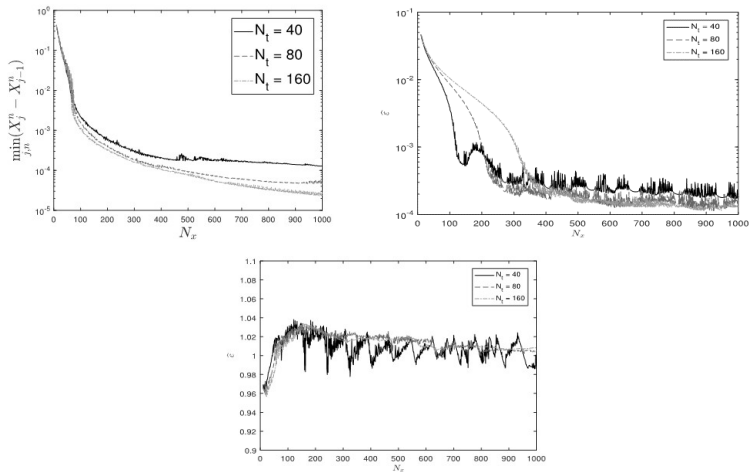 10^0
10^-1
10^-2
10^-3
10^-4
10^-5
min(X_j^n − X_{j−1}^n)
j,n
N_t = 40
N_t = 80
N_t = 160
0 100 200 300 400 500 600 700 800 900 1000
N_x
10^-1
10^-2
10^-3
10^-4
N_t = 40
N_t = 80
N_t = 160
0 100 200 300 400 500 600 700 800 900 1000
N_x
1.1
1.08
1.06
1.04
1.02
1
0.98
0.96
0.94
0.92
0.9
N_t = 40
N_t = 80
N_t = 160
0 100 200 300 400 500 600 700 800 900 1000
N_x